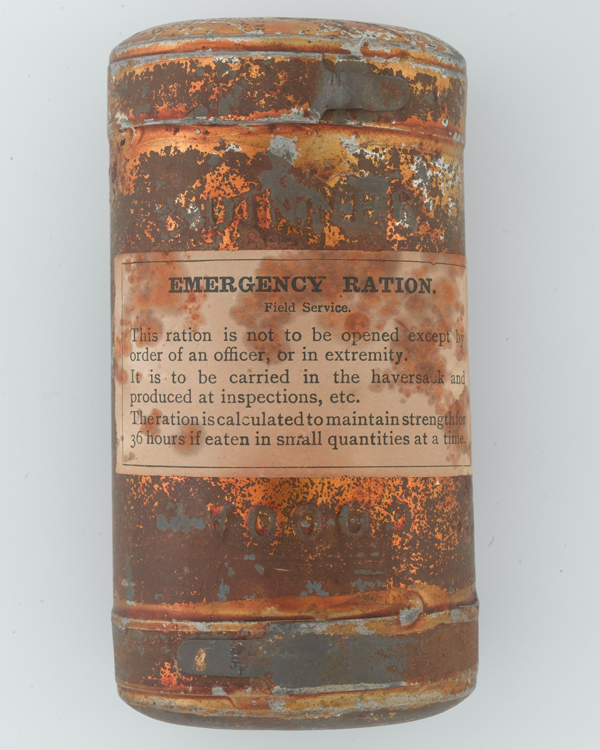 EMERGENCY RATION.
Field Service.
This ration is not to be opened except by
order of an officer, or in extremity.
It is to be carried in the haversack and
produced at inspections, etc.
The ration is calculated to maintain strength for
36 hours if eaten in small quantities at a time.